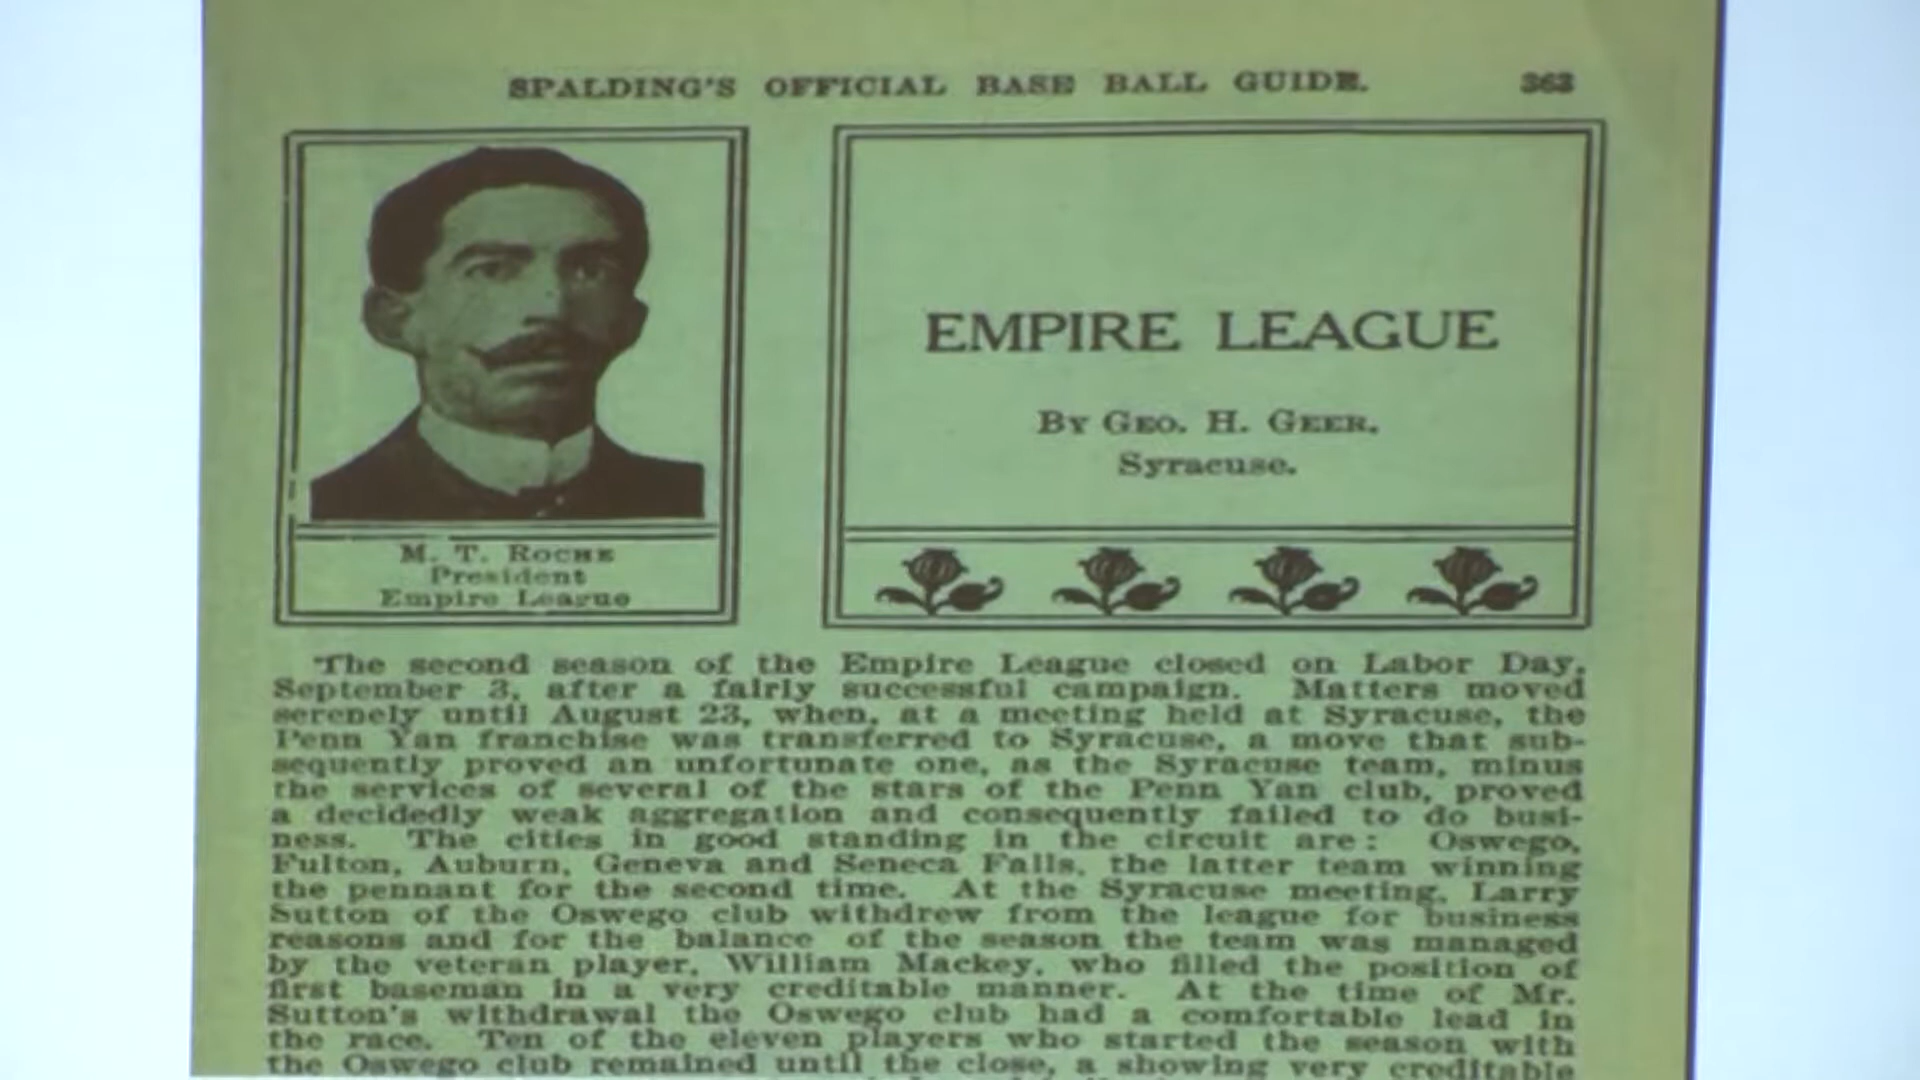 SPALDING'S OFFICIAL BASE BALL GUIDE. 363
M. T. ROCHE
President
Empire League
EMPIRE LEAGUE
BY GEO. H. GEER.
Syracuse.
The second season of the Empire League closed on Labor Day,
September 3, after a fairly successful campaign. Matters moved
serenely until August 23, when, at a meeting held at Syracuse, the
Penn Yan franchise was transferred to Syracuse, a move that sub-
sequently proved an unfortunate one, as the Syracuse team, minus
the services of several of the stars of the Penn Yan club, proved
a decidedly weak aggregation and consequently failed to do busi-
ness. The cities in good standing in the circuit are: Oswego,
Fulton, Auburn, Geneva and Seneca Falls, the latter team winning
the pennant for the second time. At the Syracuse meeting, Larry
Sutton of the Oswego club withdrew from the league for business
reasons and for the balance of the season the team was managed
by the veteran player, William Mackey, who filled the position of
first baseman in a very creditable manner. At the time of Mr.
Sutton's withdrawal the Oswego club had a comfortable lead in
the race. Ten of the eleven players who started the season with
the Oswego club remained until the close, a showing very creditable